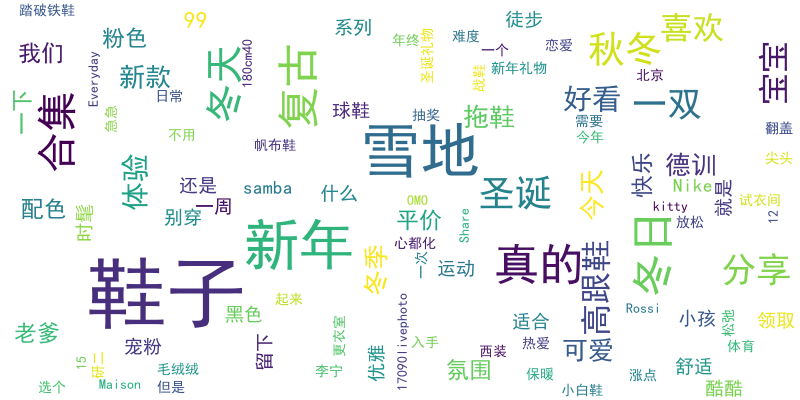 踏破铁鞋
99
粉色
系列
徒步
喜欢
我们
年终
圣诞礼物
难度
一个
恋爱
秋冬
Everyday
新款
冬天
180cm40
复古
新年礼物
战鞋
北京
宝宝
一下
合集
日常
急急
球鞋
抽奖
拖鞋
好看
一双
不用
帆布鞋
雪地
需要
今年
翻盖
尖头
体验
还是
samba
什么
圣诞
今天
快乐
德训
Nike
就是
试衣间
配色
时髦
别穿
一周
OMO
平价
Share
kitty
放松
12
新年
心都化
鞋子
冬季
一次
运动
真的
高跟鞋
冬日
分享
黑色
起来
17090livephoto
Rossi
老爹
宠粉
留下
更衣室
入手
适合
小孩
松弛
领取
热爱
西装
可爱
体育
15
研二
毛绒绒
李宁
优雅
氛围
保暖
涨点
舒适
选个
Maison
但是
小白鞋
酷酷